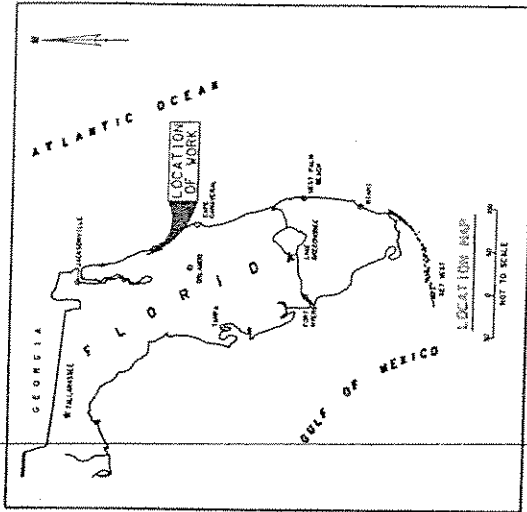 N
ATLANTIC OCEAN
GEORGIA
JACKSONVILLE
TALLAHASSEE
LOCATION
OF WORK
CAPE
CANAVERAL
ORLANDO
FLORIDA
TAMPA
LAKE
OKEECHOBEE
WEST PALM
BEACH
FORT
MYERS
MIAMI
KEY WEST
GULF OF MEXICO
LOCATION MAP
0
NOT TO SCALE